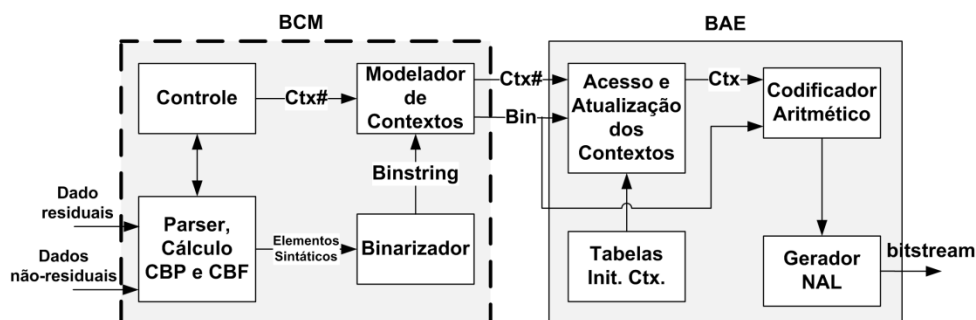 BCM
BAE
Controle
Ctx#
Modelador
de
Contextos
Ctx#
Bin
Acesso e
Atualização
dos
Contextos
Ctx
Codificador
Aritmético
Binstring
Dado
residuais
Dados
não-residuais
Parser,
Cálculo
CBP e CBF
Elementos
Sintáticos
Binarizador
Tabelas
Init. Ctx.
Gerador
NAL
bitstream